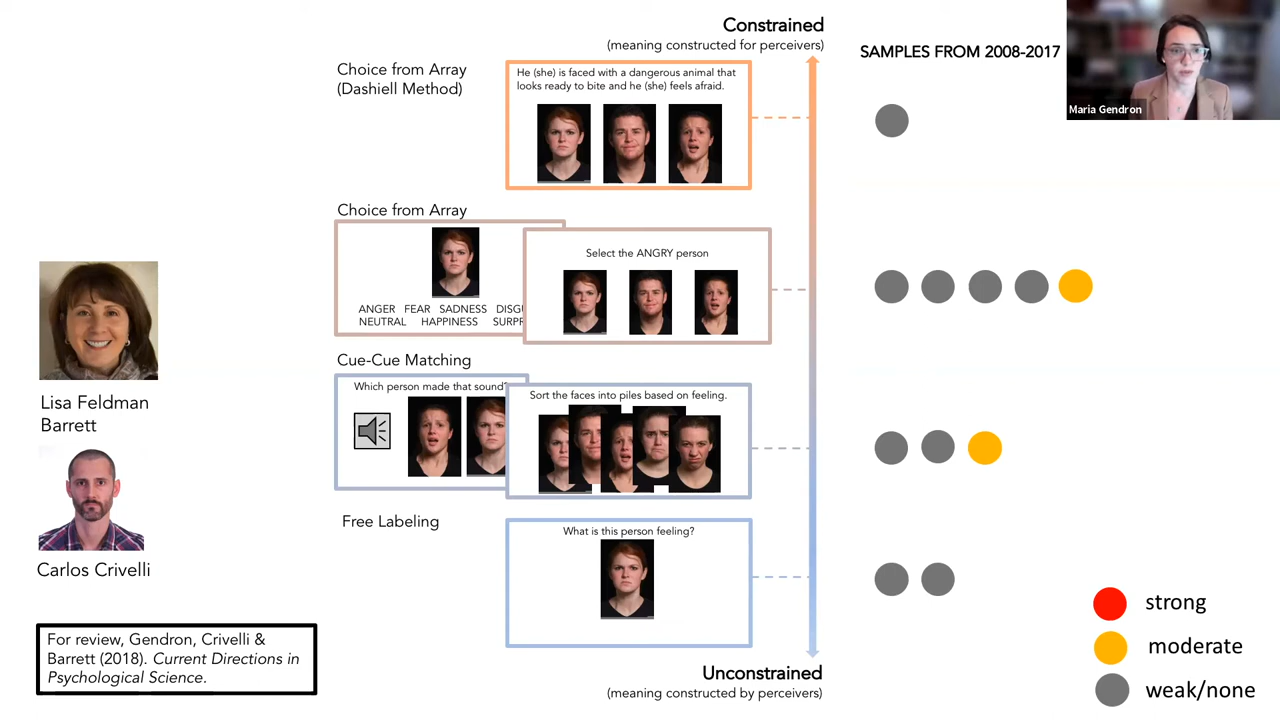 Constrained
(meaning constructed for perceivers)
SAMPLES FROM 2008-2017
Maria Gendron
Choice from Array
(Dashiell Method)
He (she) is faced with a dangerous animal that
looks ready to bite and he (she) feels afraid.
Choice from Array
ANGER FEAR SADNESS DISGU
NEUTRAL HAPPINESS SURPR
Select the ANGRY person
Cue-Cue Matching
Which person made that sound?
Sort the faces into piles based on feeling.
Lisa Feldman
Barrett
Free Labeling
What is this person feeling?
Carlos Crivelli
For review, Gendron, Crivelli &
Barrett (2018). Current Directions in
Psychological Science.
Unconstrained
(meaning constructed by perceivers)
strong
moderate
weak/none